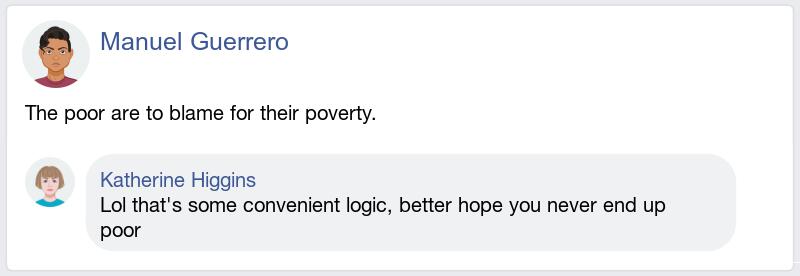 Manuel Guerrero
The poor are to blame for their poverty.
Katherine Higgins
Lol that's some convenient logic, better hope you never end up
poor